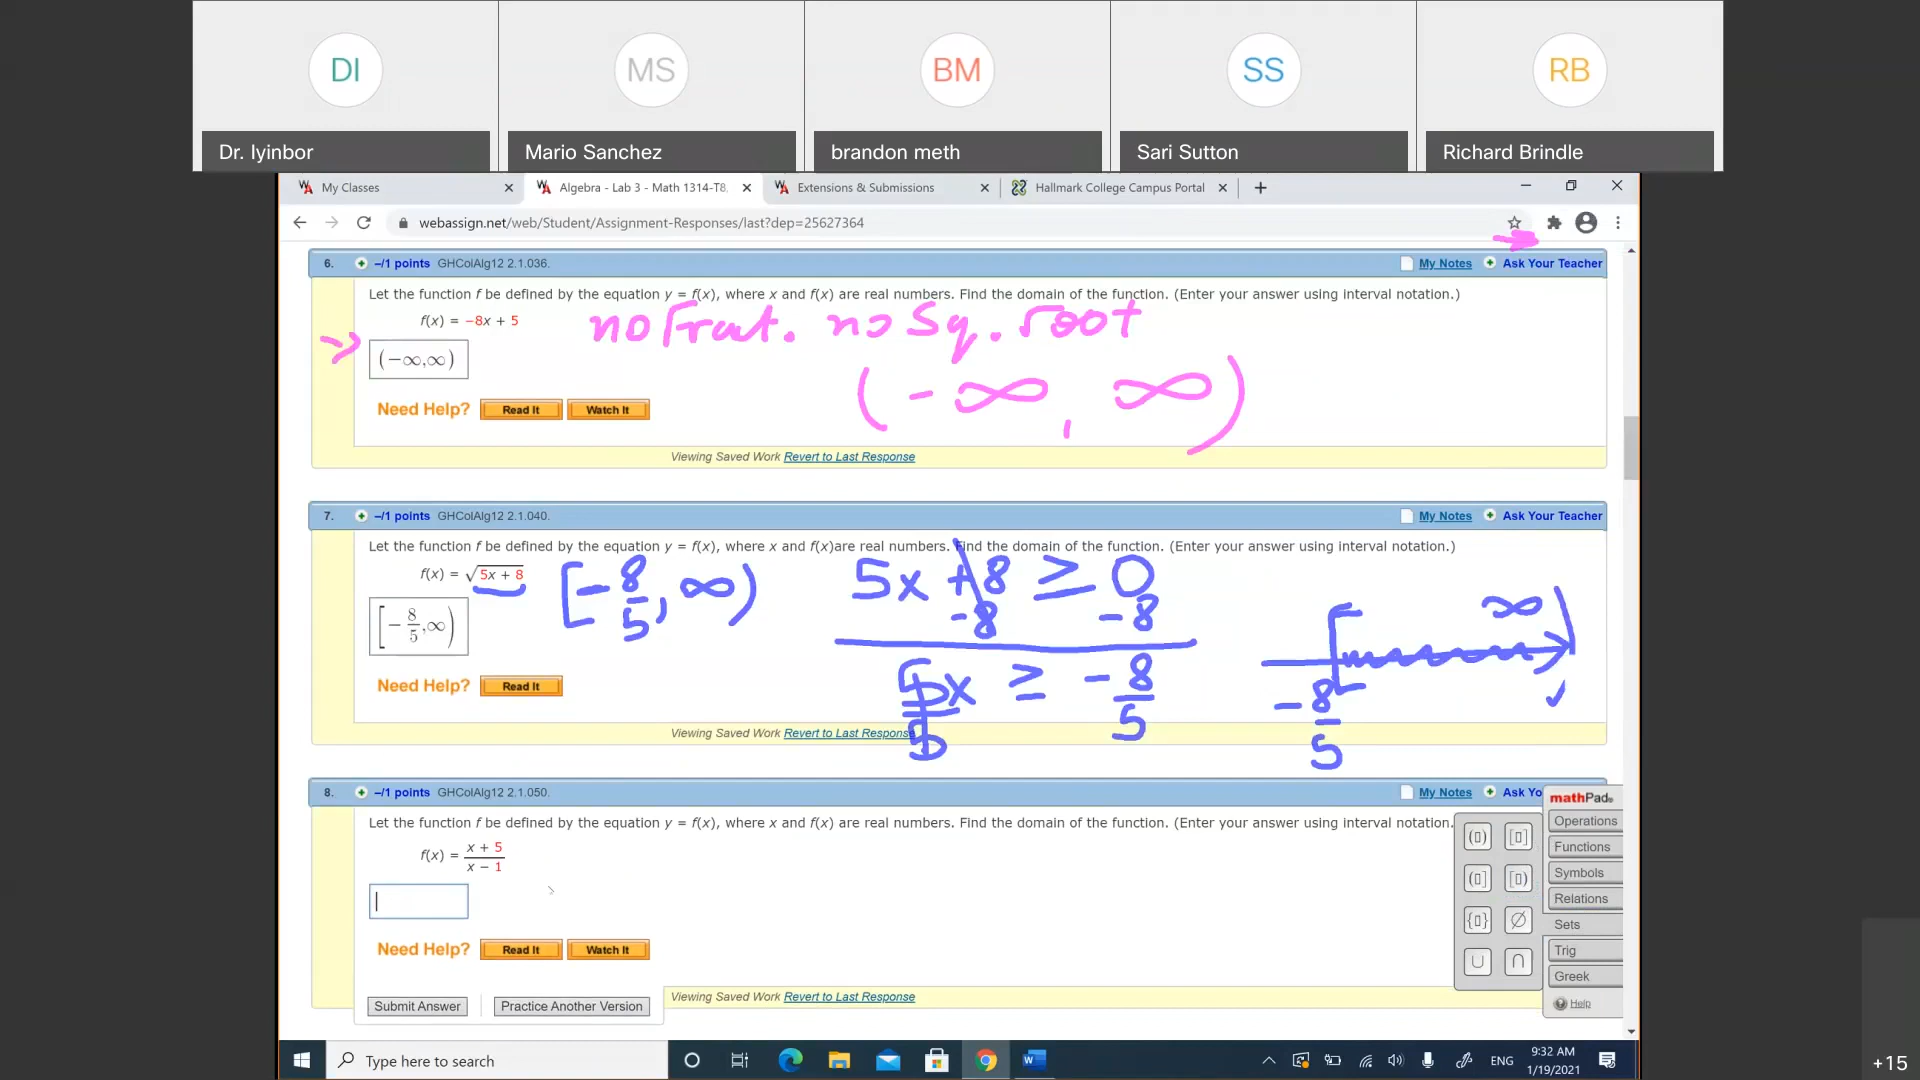 DI
MS
BM
SS
RB
Dr. Iyinbor
Mario Sanchez
brandon meth
Sari Sutton
Richard Brindle
My Classes
Algebra - Lab 3 - Math 1314-T8,
Extensions & Submissions
Hallmark College Campus Portal
webassign.net/web/Student/Assignment-Responses/last?dep=25627364
6. –/1 points GHColAlg12 2.1.036. My Notes Ask Your Teacher
Let the function f be defined by the equation y = f(x), where x and f(x) are real numbers. Find the domain of the function. (Enter your answer using interval notation.)
f(x) = −8x + 5
no Fract. no Sq. root
(−∞,∞)
(-∞, ∞)
Need Help? Read It Watch It
Viewing Saved Work Revert to Last Response
7. –/1 points GHColAlg12 2.1.040. My Notes Ask Your Teacher
Let the function f be defined by the equation y = f(x), where x and f(x)are real numbers. Find the domain of the function. (Enter your answer using interval notation.)
f(x) = √5x + 8
[−8/5,∞)
[-8/5, ∞)
5x + 8 ≥ 0
-8 -8
5x/5 ≥ -8/5
∞
-8/5
Need Help? Read It
Viewing Saved Work Revert to Last Response
8. –/1 points GHColAlg12 2.1.050. My Notes Ask Yo
Let the function f be defined by the equation y = f(x), where x and f(x) are real numbers. Find the domain of the function. (Enter your answer using interval notation.
f(x) = x + 5
x − 1
Need Help? Read It Watch It
Submit Answer Practice Another Version
Viewing Saved Work Revert to Last Response
mathPad
Operations
Functions
Symbols
Relations
Sets
Trig
Greek
Help
Type here to search
ENG
9:32 AM
1/19/2021
+15